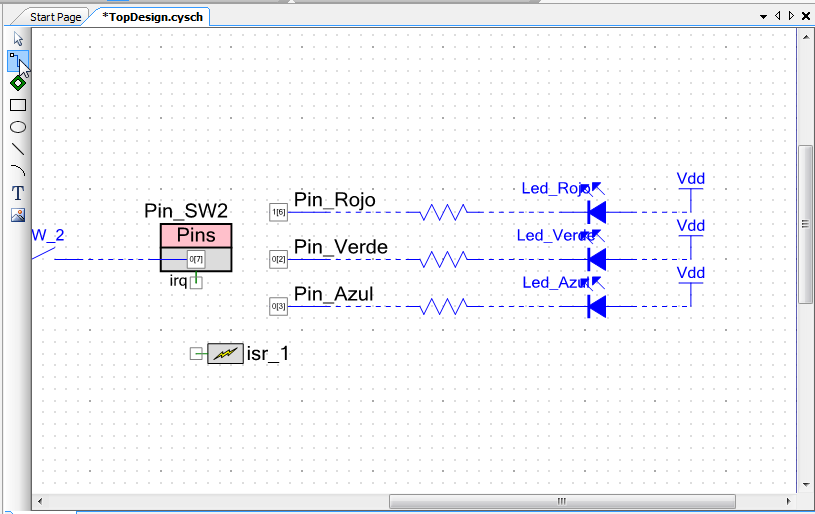 Start Page
*TopDesign.cysch
T
Vdd
Led_Rojo
Pin_Rojo
1[6]
Pin_SW2
Vdd
Pins
W_2
Led_Verde
Pin_Verde
0[7]
0[2]
Vdd
irq
Led_Azul
Pin_Azul
0[3]
isr_1